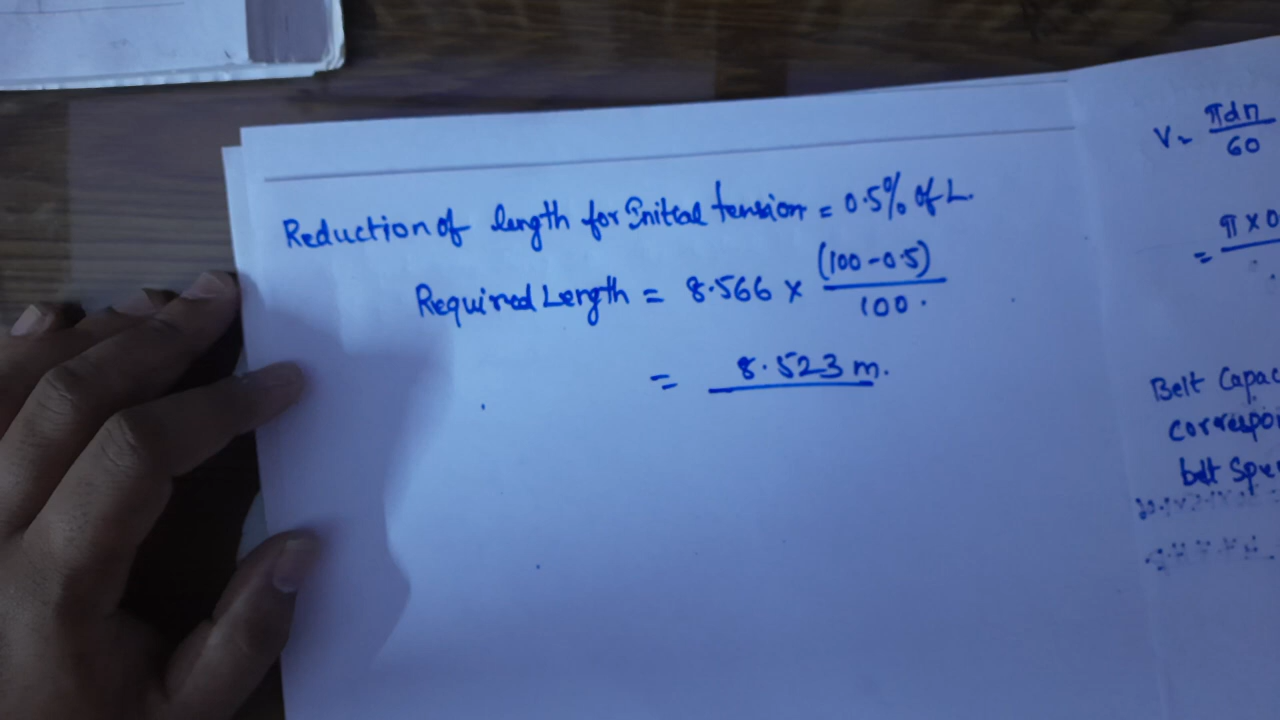 Reduction of length for Initial tension = 0.5% of L.
Required Length = 8.566 × (100-0.5)
100.
= 8.523 m.
V = πdn
60
= π × 0
Belt Capac
correspo
belt Spe